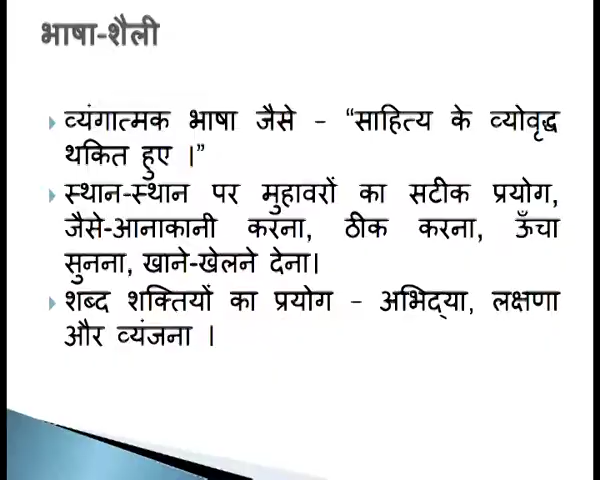 भाषा-शैली
व्यंगात्मक भाषा जैसे – “साहित्य के व्योवृद्ध
थकित हुए ।”
स्थान-स्थान पर मुहावरों का सटीक प्रयोग,
जैसे-आनाकानी करना, ठीक करना, ऊँचा
सुनना, खाने-खेलने देना।
शब्द शक्तियों का प्रयोग – अभिद्‌या, लक्षणा
और व्यंजना ।